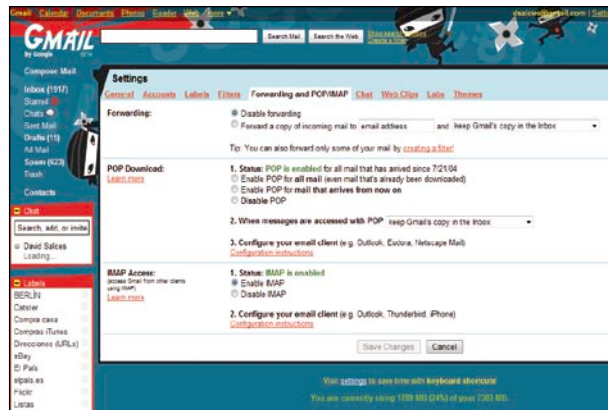 Gmail Calendar Documents Photos Reader Web more ▼
GMAIL
by Google BETA
Search Mail Search the Web
Compose Mail
Inbox (1917)
Starred
Chats
Sent Mail
Drafts (15)
All Mail
Spam (623)
Trash
Contacts
Chat
Search, add, or invite
David Salces
Loading...
Labels
BERLÍN
Catsler
Compra casa
Compras iTunes
Direcciones (URLs)
eBay
El País
elpais.es
Flickr
Listas
Settings
General Accounts Labels Filters Forwarding and POP/IMAP Chat Web Clips Labs Themes
Forwarding:
Disable forwarding
Forward a copy of incoming mail to email address and keep Gmail's copy in the Inbox
Tip: You can also forward only some of your mail by creating a filter!
POP Download:
Learn more
1. Status: POP is enabled for all mail that has arrived since 7/21/04
Enable POP for all mail (even mail that's already been downloaded)
Enable POP for mail that arrives from now on
Disable POP
2. When messages are accessed with POP keep Gmail's copy in the Inbox
3. Configure your email client (e.g. Outlook, Eudora, Netscape Mail)
Configuration instructions
IMAP Access:
(access Gmail from other clients
using IMAP)
Learn more
1. Status: IMAP is enabled
Enable IMAP
Disable IMAP
2. Configure your email client (e.g. Outlook, Thunderbird, iPhone)
Configuration instructions
Save Changes Cancel
Visit settings to save time with keyboard shortcuts!
You are currently using 1789 MB (24%) of your 7303 MB.